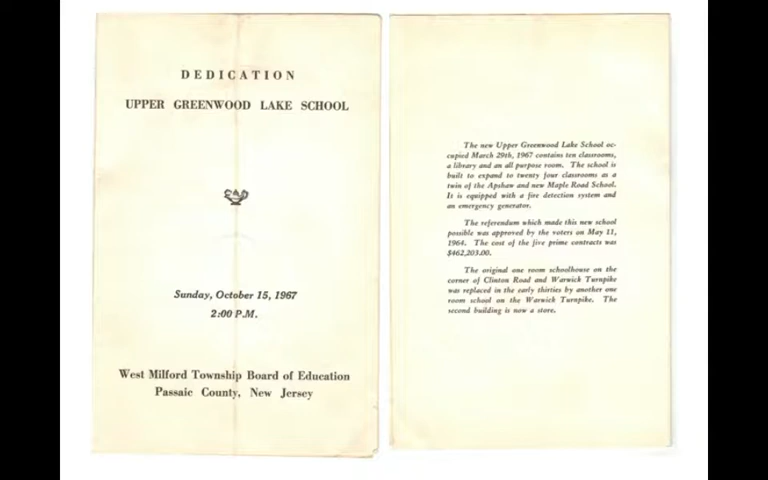 DEDICATION
UPPER GREENWOOD LAKE SCHOOL
Sunday, October 15, 1967
2:00 P.M.
West Milford Township Board of Education
Passaic County, New Jersey
The new Upper Greenwood Lake School oc-
cupied March 29th, 1967 contains ten classrooms,
a library and an all purpose room. The school is
built to expand to twenty four classrooms as a
twin of the Apshaw and new Maple Road School.
It is equipped with a fire detection system and
an emergency generator.
The referendum which made this new school
possible was approved by the voters on May 11,
1964. The cost of the five prime contracts was
$462,203.00.
The original one room schoolhouse on the
corner of Clinton Road and Warwick Turnpike
was replaced in the early thirties by another one
room school on the Warwick Turnpike. The
second building is now a store.